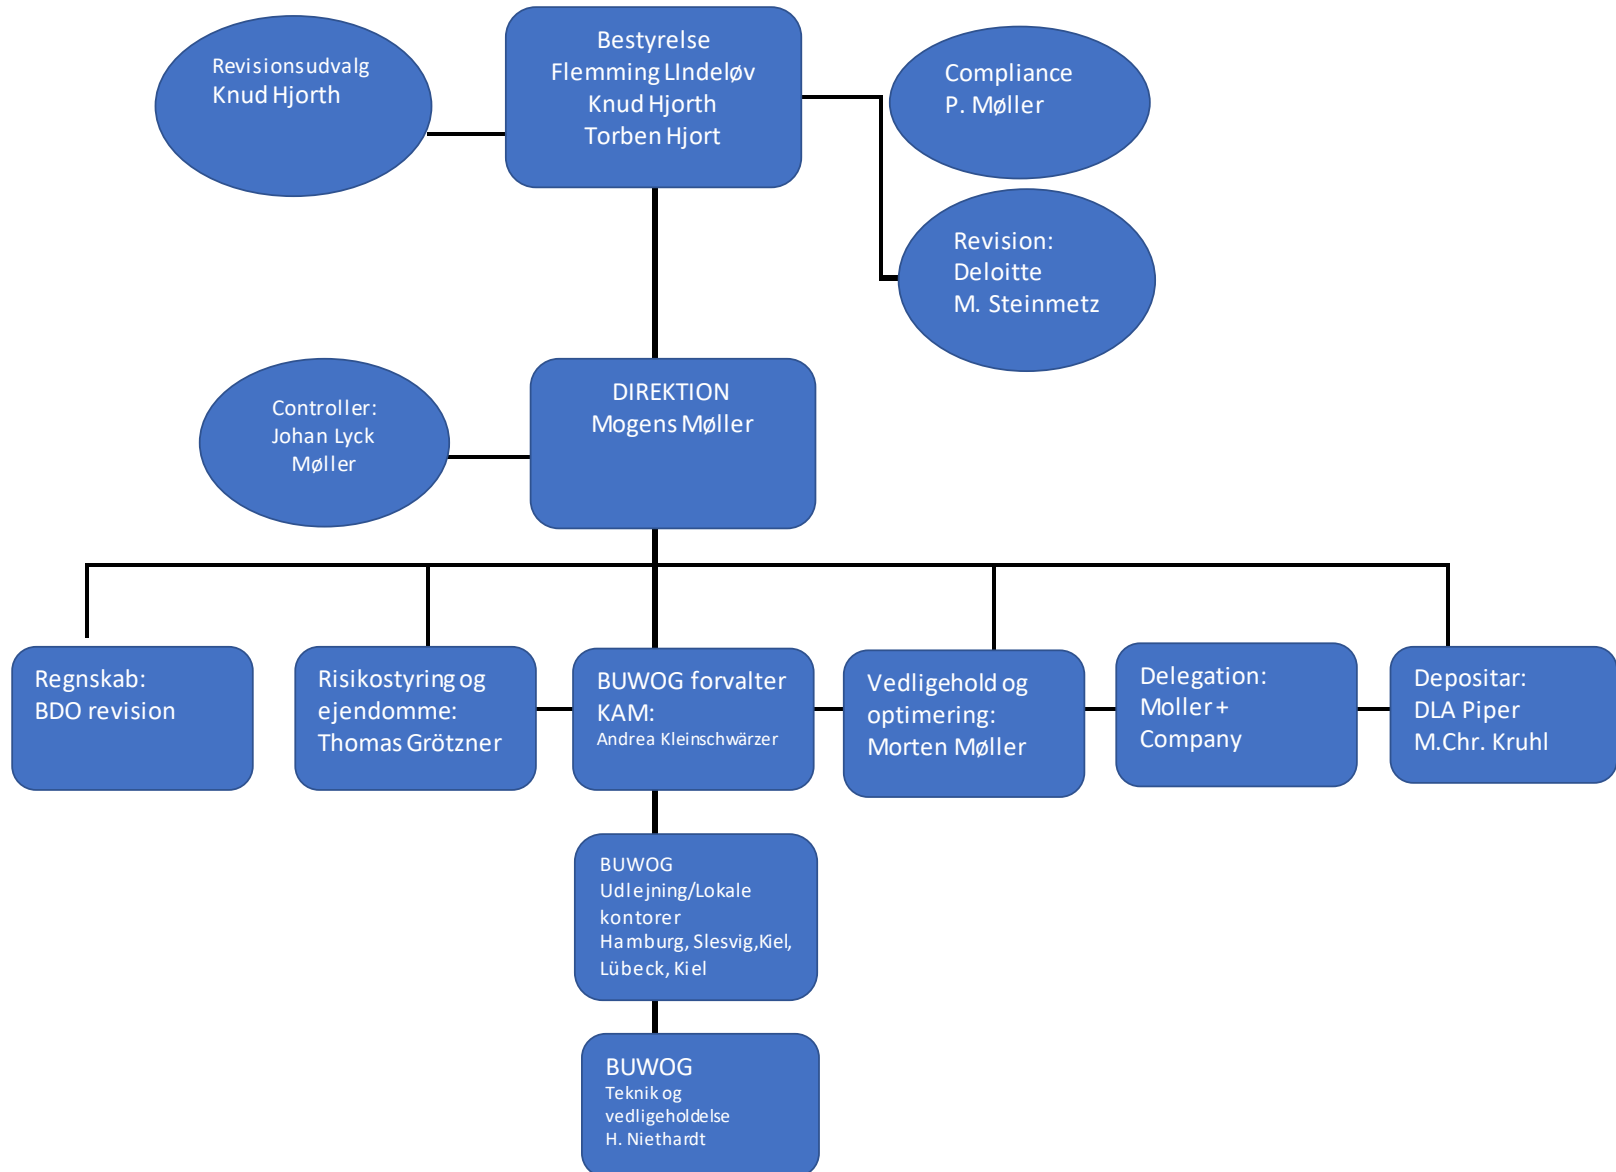 Revisionsudvalg
Knud Hjorth
Bestyrelse
Flemming LIndeløv
Knud Hjorth
Torben Hjort
Compliance
P. Møller
Revision:
Deloitte
M. Steinmetz
Controller:
Johan Lyck
Møller
DIREKTION
Mogens Møller
Regnskab:
BDO revision
Risikostyring og
ejendomme:
Thomas Grötzner
BUWOG forvalter
KAM:
Andrea Kleinschwärzer
Vedligehold og
optimering:
Morten Møller
Delegation:
Moller +
Company
Depositar:
DLA Piper
M.Chr. Kruhl
BUWOG
Udlejning/Lokale
kontorer
Hamburg, Slesvig,Kiel,
Lübeck, Kiel
BUWOG
Teknik og
vedligeholdelse
H. Niethardt